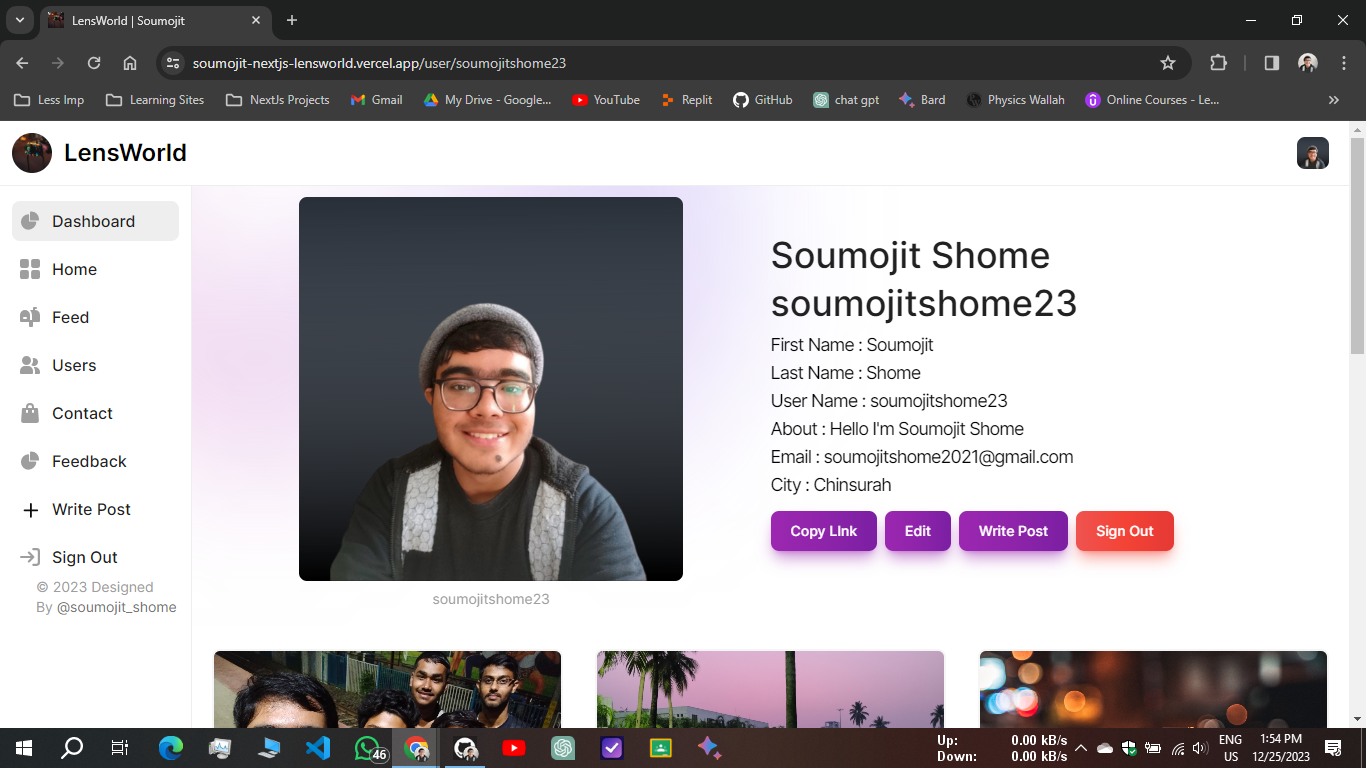 LensWorld | Soumojit
soumojit-nextjs-lensworld.vercel.app/user/soumojitshome23
Less Imp
Learning Sites
NextJs Projects
Gmail
My Drive - Google...
YouTube
Replit
GitHub
chat gpt
Bard
Physics Wallah
Online Courses - Le...
LensWorld
Dashboard
Home
Feed
Users
Contact
Feedback
Write Post
Sign Out
© 2023 Designed
By @soumojit_shome
soumojitshome23
Soumojit Shome
soumojitshome23
First Name : Soumojit
Last Name : Shome
User Name : soumojitshome23
About : Hello I'm Soumojit Shome
Email : soumojitshome2021@gmail.com
City : Chinsurah
Copy LInk
Edit
Write Post
Sign Out
46
Up: 0.00 kB/s
Down: 0.00 kB/s
ENG
US
1:54 PM
12/25/2023